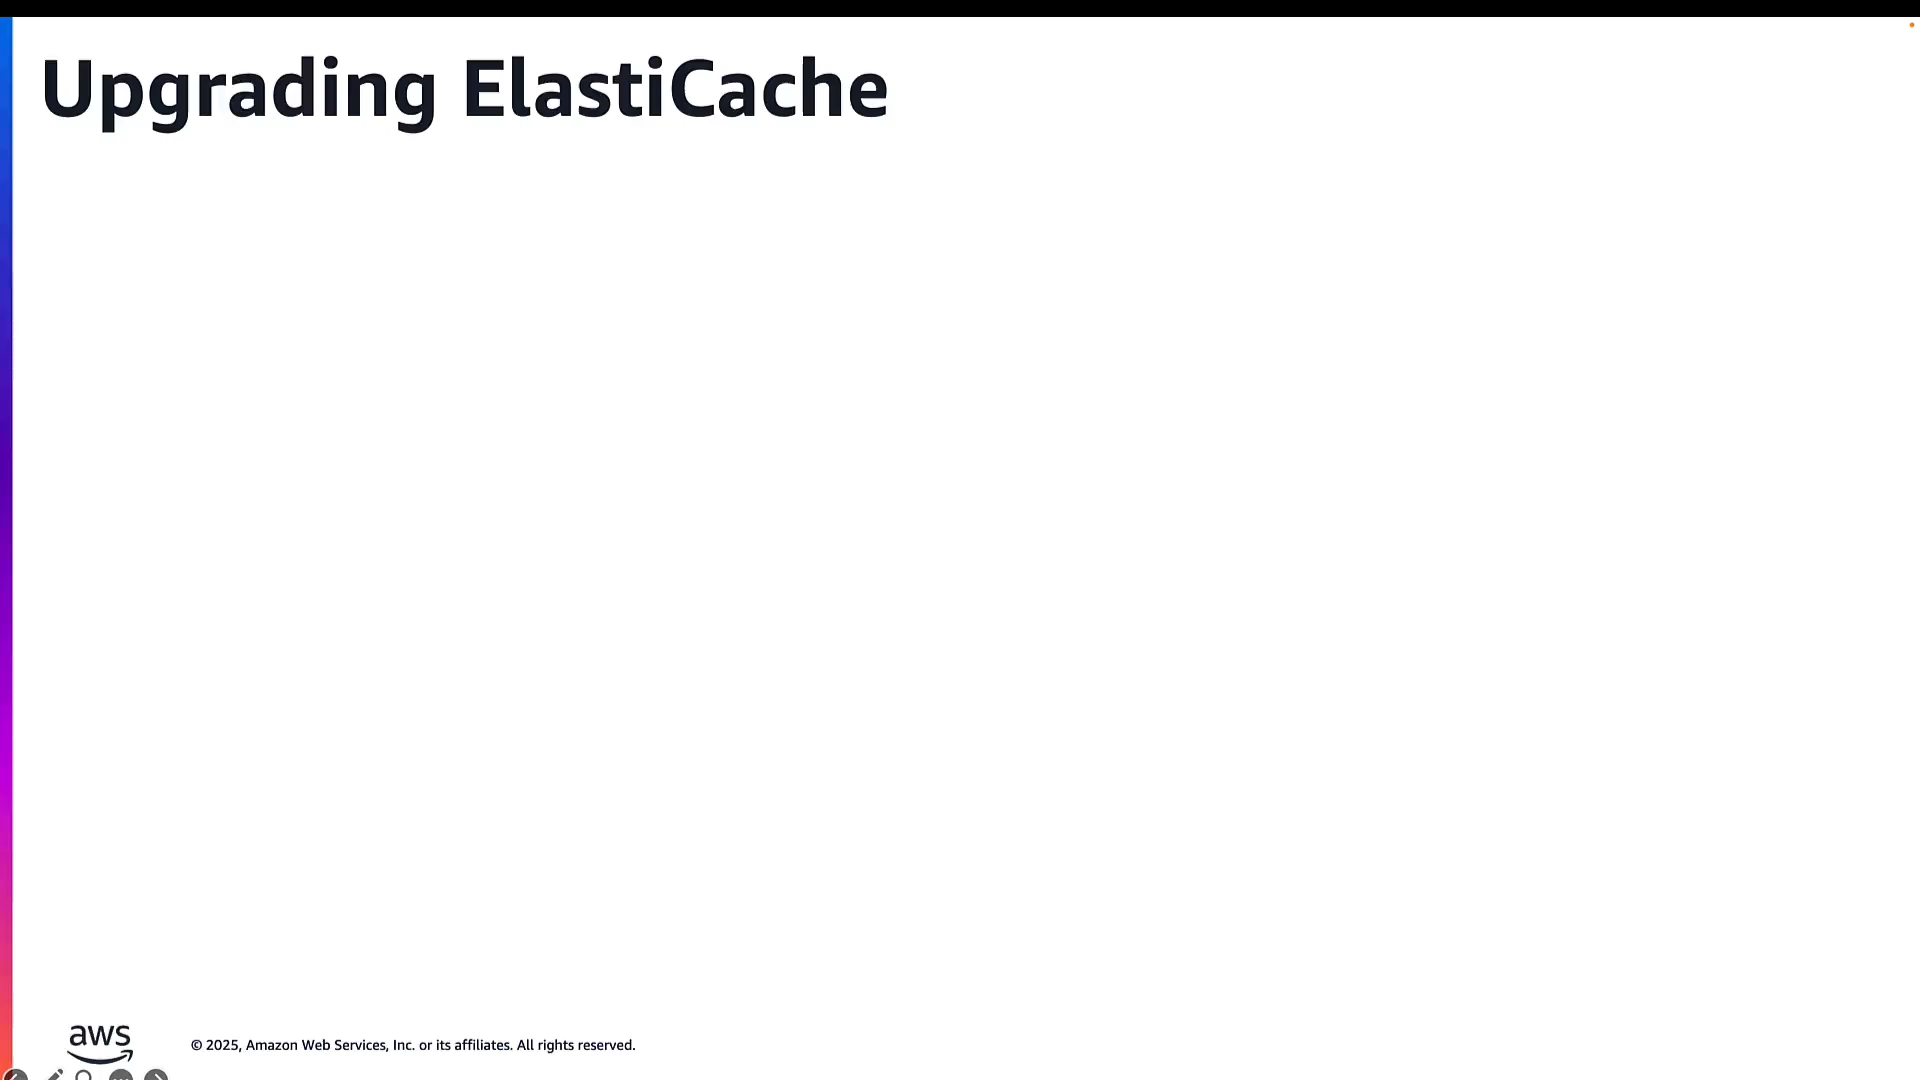 Upgrading ElastiCache
aws
© 2025, Amazon Web Services, Inc. or its affiliates. All rights reserved.